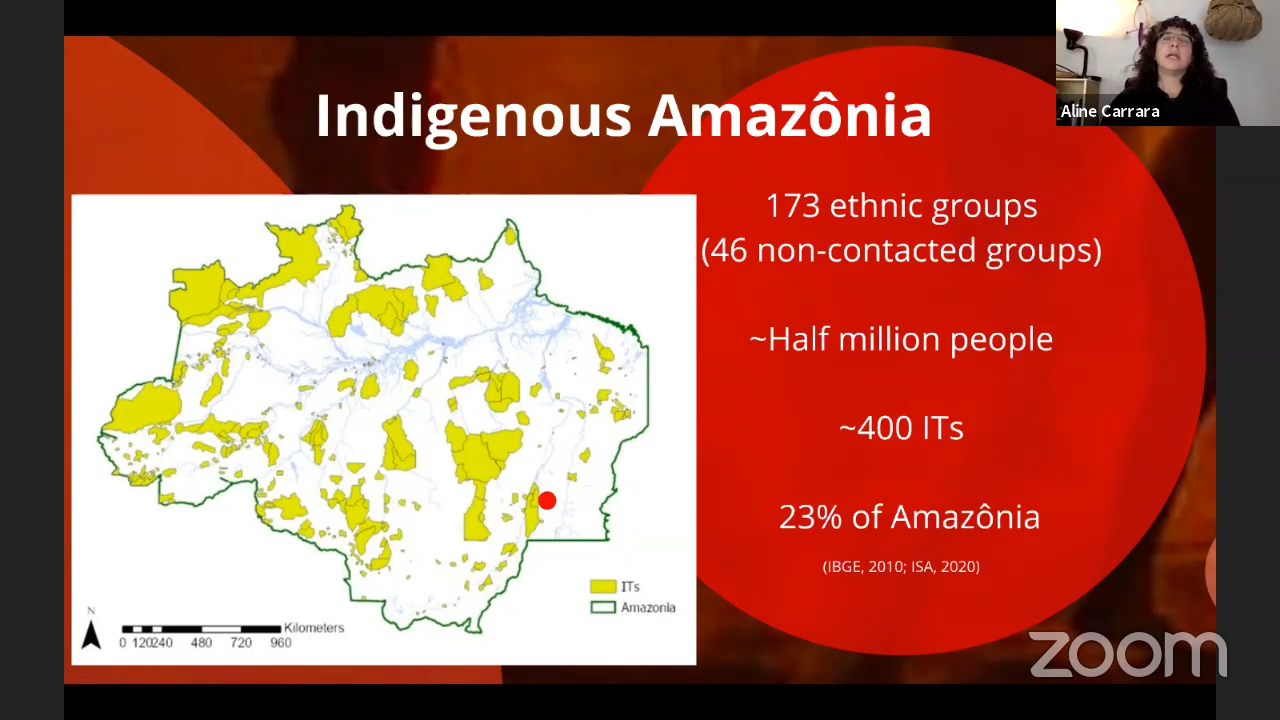 Aline Carrara
Indigenous Amazônia
173 ethnic groups
(46 non-contacted groups)
~Half million people
~400 ITs
23% of Amazônia
(IBGE, 2010; ISA, 2020)
ITs
Amazonia
N
Kilometers
0 120240 480 720 960
zoom